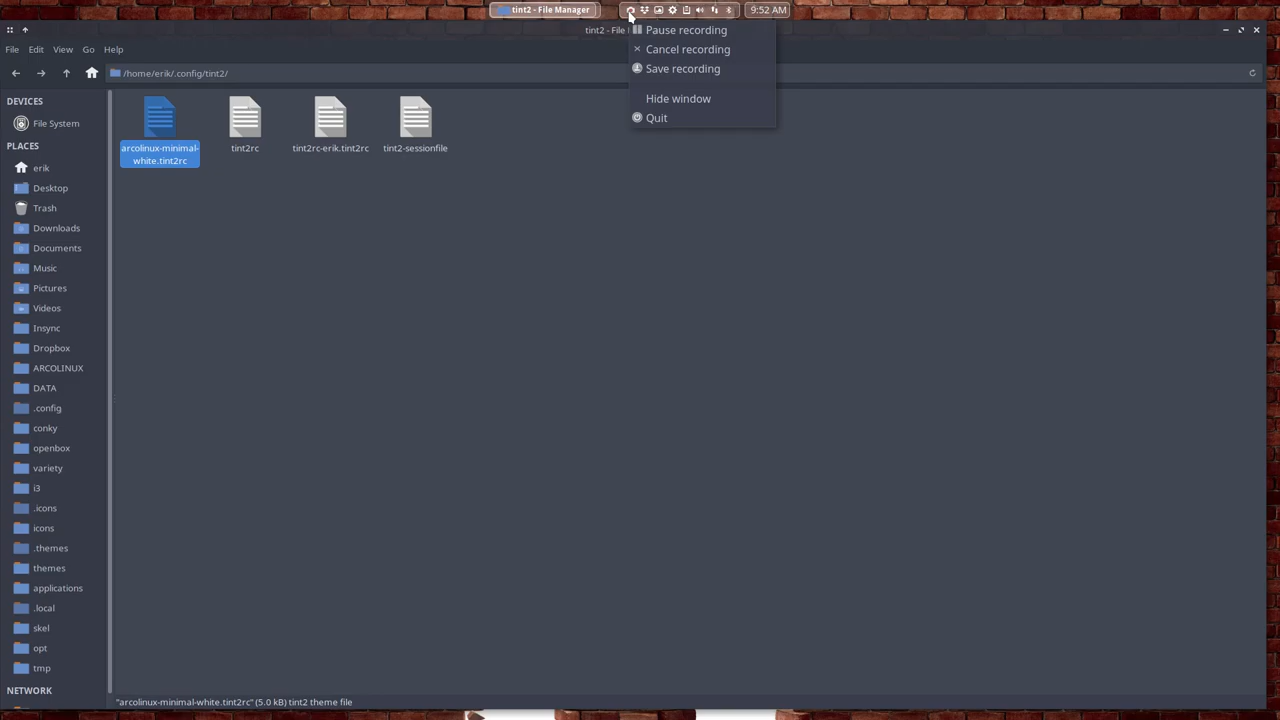 tint2 - File Manager
9:52 AM
tint2 - File
File Edit View Go Help
/home/erik/.config/tint2/
Pause recording
Cancel recording
Save recording
Hide window
Quit
DEVICES
File System
PLACES
erik
Desktop
Trash
Downloads
Documents
Music
Pictures
Videos
Insync
Dropbox
ARCOLINUX
DATA
.config
conky
openbox
variety
i3
.icons
icons
.themes
themes
applications
.local
skel
opt
tmp
NETWORK
arcolinux-minimal-
white.tint2rc
tint2rc
tint2rc-erik.tint2rc
tint2-sessionfile
"arcolinux-minimal-white.tint2rc" (5.0 kB) tint2 theme file